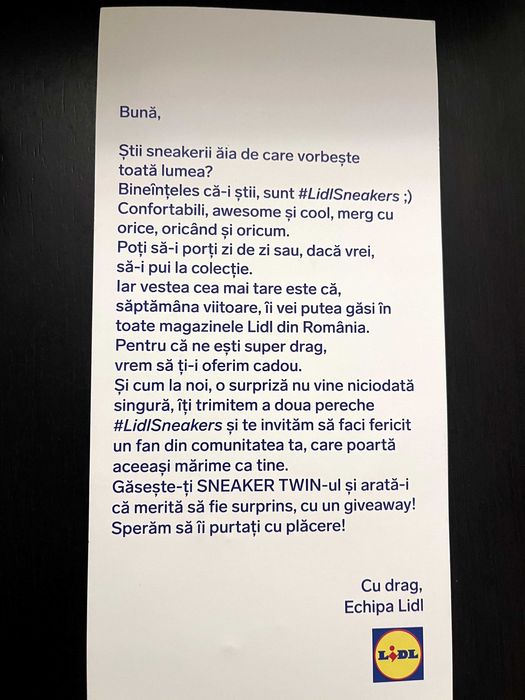 Bună,
Știi sneakerii ăia de care vorbește
toată lumea?
Bineînțeles că-i știi, sunt #LidlSneakers ;)
Confortabili, awesome și cool, merg cu
orice, oricând și oricum.
Poți să-i porți zi de zi sau, dacă vrei,
să-i pui la colecție.
Iar vestea cea mai tare este că,
săptămâna viitoare, îi vei putea găsi în
toate magazinele Lidl din România.
Pentru că ne ești super drag,
vrem să ți-i oferim cadou.
Și cum la noi, o surpriză nu vine niciodată
singură, îți trimitem a doua pereche
#LidlSneakers și te invităm să faci fericit
un fan din comunitatea ta, care poartă
aceeași mărime ca tine.
Găsește-ți SNEAKER TWIN-ul și arată-i
că merită să fie surprins, cu un giveaway!
Sperăm să îi purtați cu plăcere!
Cu drag,
Echipa Lidl
LIDL